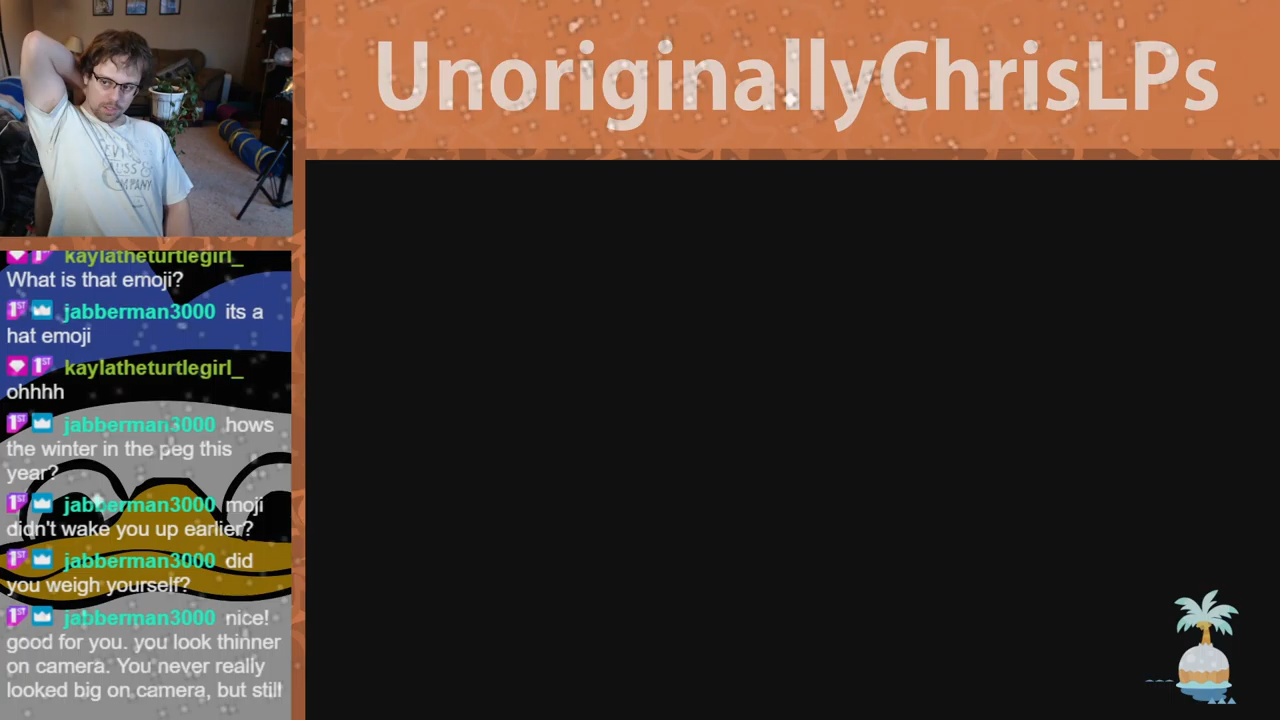 UnoriginallyChrisLPs
kaylatheturtlegirl_
What is that emoji?
jabberman3000 its a
hat emoji
kaylatheturtlegirl_
ohhhh
jabberman3000 hows
the winter in the peg this
year?
jabberman3000 moji
didn't wake you up earlier?
jabberman3000 did
you weigh yourself?
jabberman3000 nice!
good for you. you look thinner
on camera. You never really
looked big on camera, but still